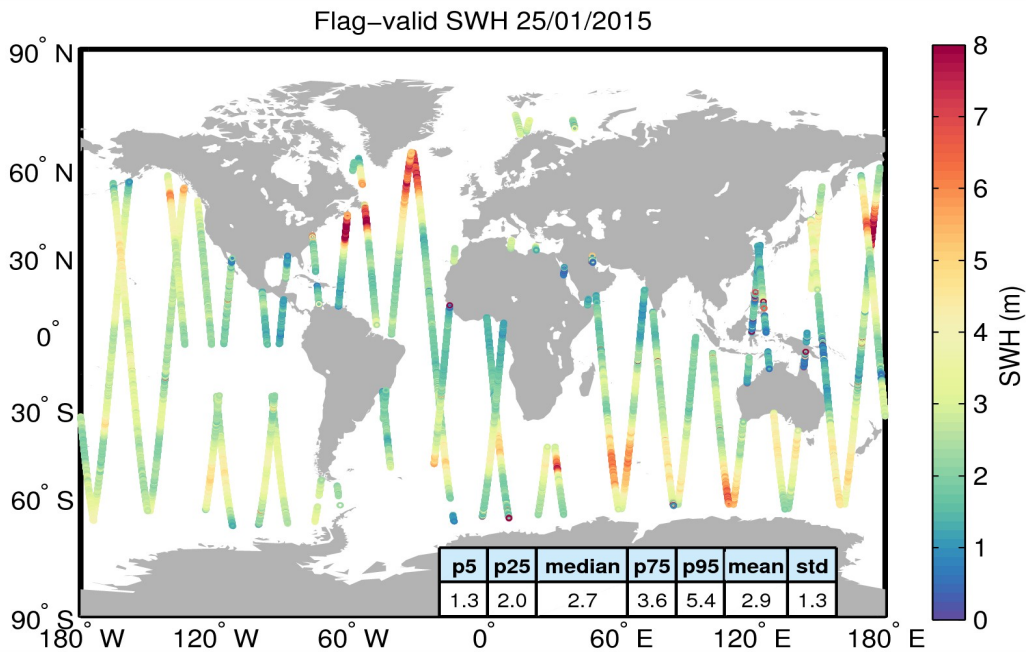 Flag−valid SWH 25/01/2015
90° N
60° N
30° N
0°
30° S
60° S
90° S
180° W
120° W
60° W
0°
60° E
120° E
180° E
p5 p25 median p75 p95 mean std
1.3 2.0 2.7 3.6 5.4 2.9 1.3
8
7
6
5
4
3
2
1
0
SWH (m)